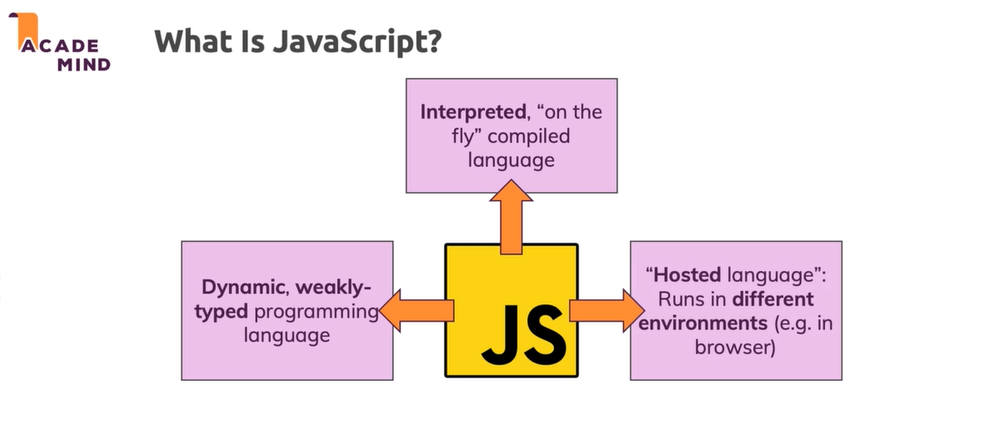 ACADE
MIND
What Is JavaScript?
Interpreted, “on the
fly” compiled
language
Dynamic, weakly-
typed programming
language
JS
“Hosted language”:
Runs in different
environments (e.g. in
browser)